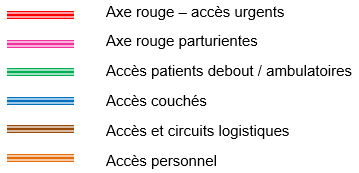 Axe rouge – accès urgents
Axe rouge parturientes
Accès patients debout / ambulatoires
Accès couchés
Accès et circuits logistiques
Accès personnel